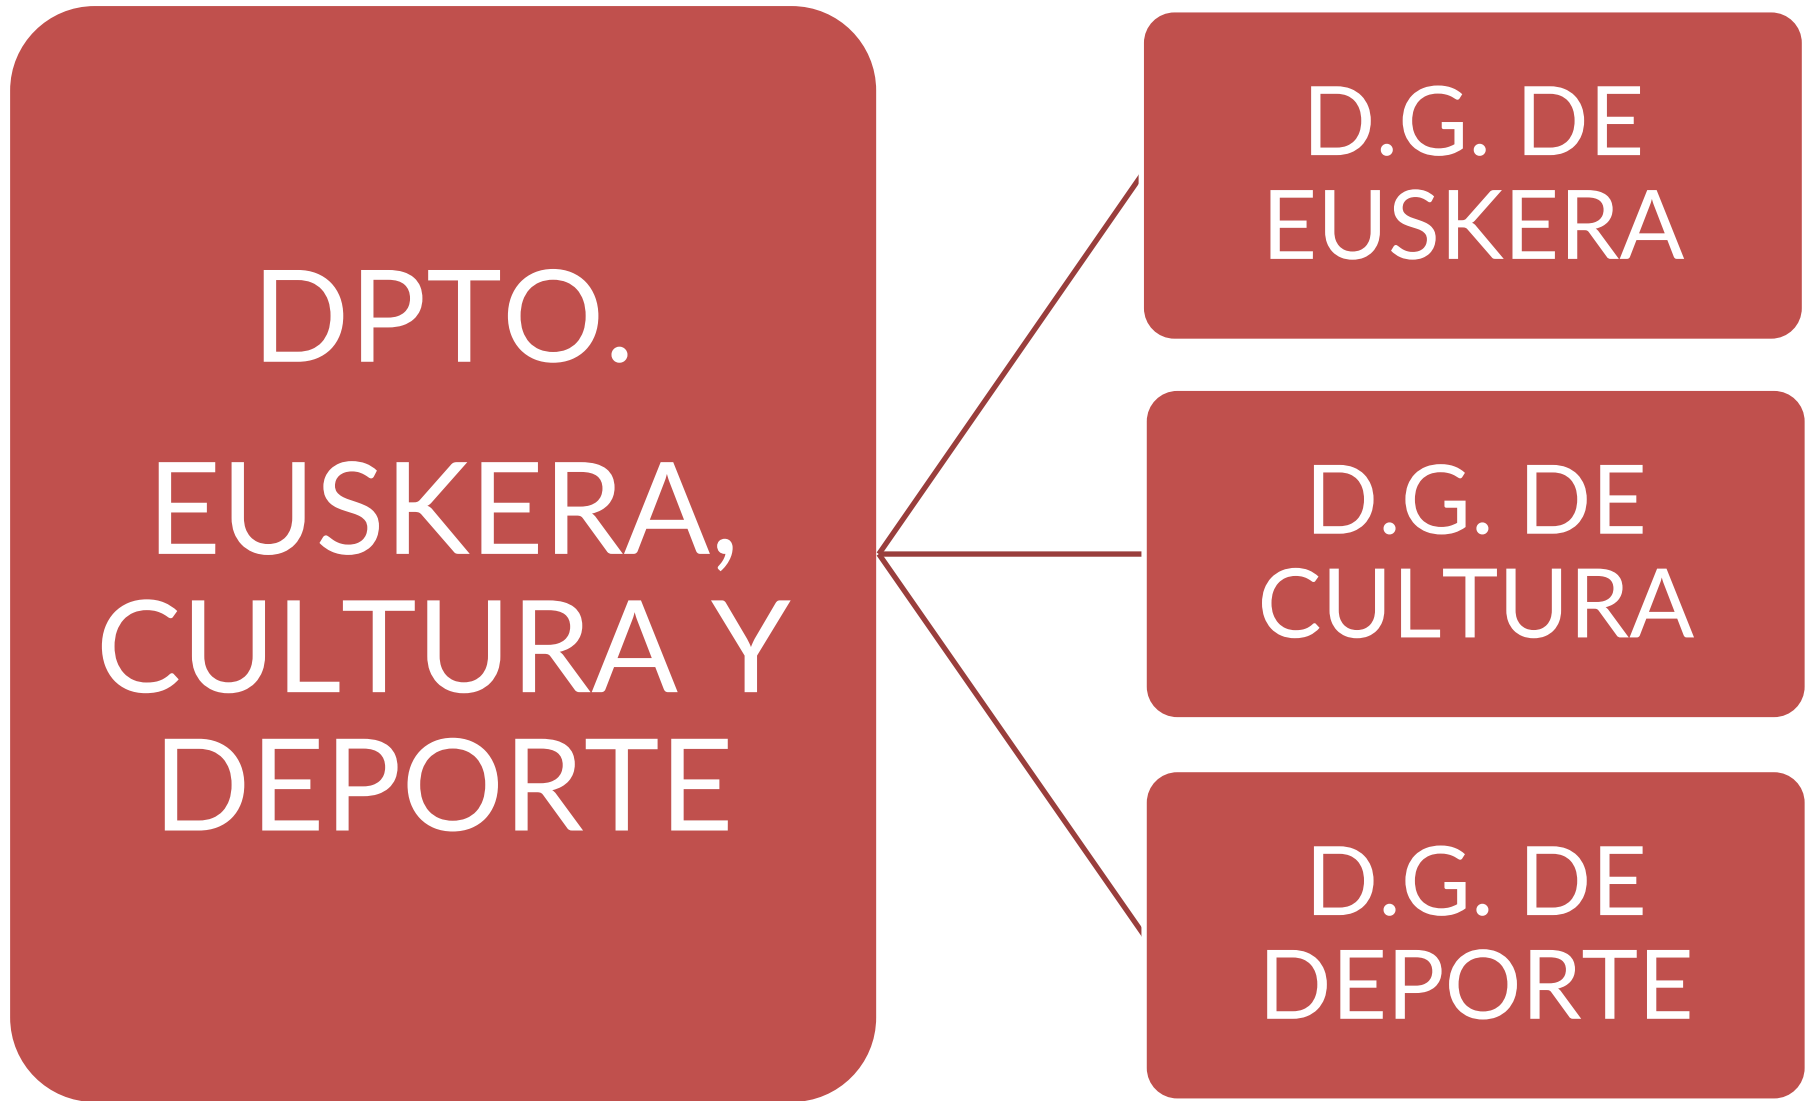 DPTO.
EUSKERA,
CULTURA Y
DEPORTE
D.G. DE
EUSKERA
D.G. DE
CULTURA
D.G. DE
DEPORTE